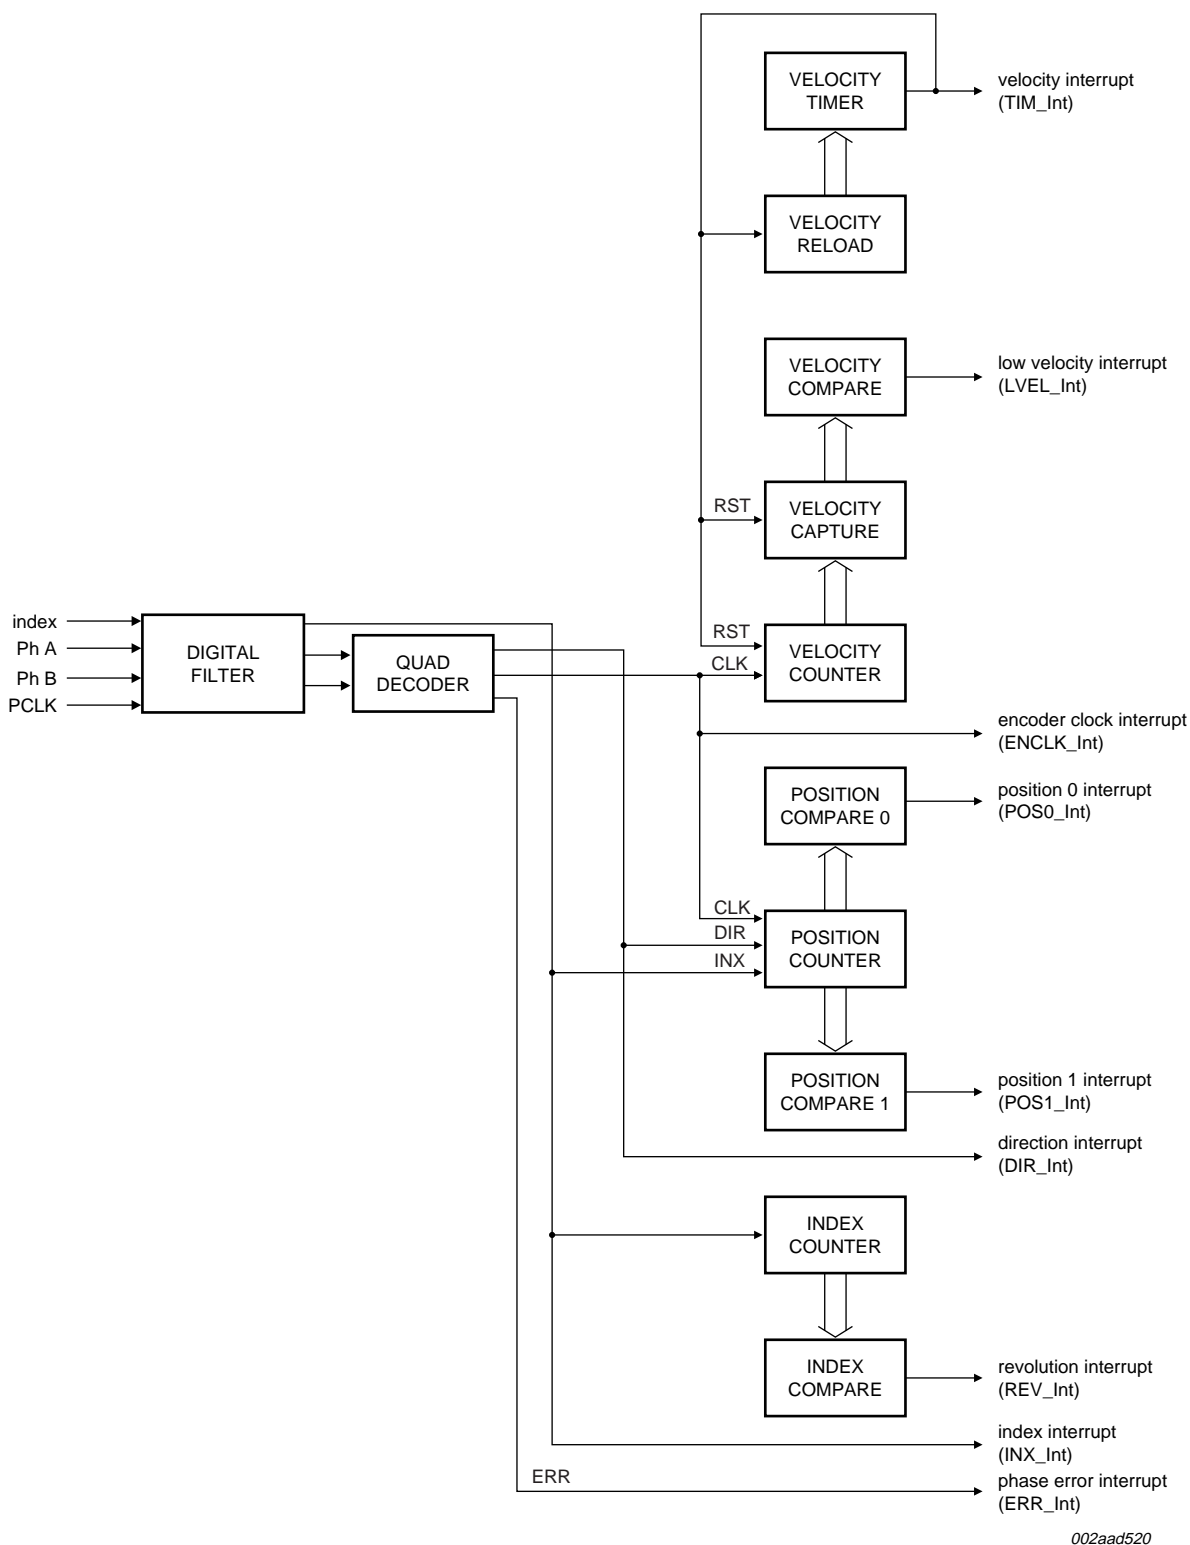 VELOCITY
TIMER
velocity interrupt
(TIM_Int)
VELOCITY
RELOAD
VELOCITY
COMPARE
low velocity interrupt
(LVEL_Int)
RST
VELOCITY
CAPTURE
index
Ph A
Ph B
PCLK
DIGITAL
FILTER
QUAD
DECODER
RST
CLK
VELOCITY
COUNTER
encoder clock interrupt
(ENCLK_Int)
POSITION
COMPARE 0
position 0 interrupt
(POS0_Int)
CLK
DIR
INX
POSITION
COUNTER
POSITION
COMPARE 1
position 1 interrupt
(POS1_Int)
direction interrupt
(DIR_Int)
INDEX
COUNTER
INDEX
COMPARE
revolution interrupt
(REV_Int)
index interrupt
(INX_Int)
ERR
phase error interrupt
(ERR_Int)
002aad520